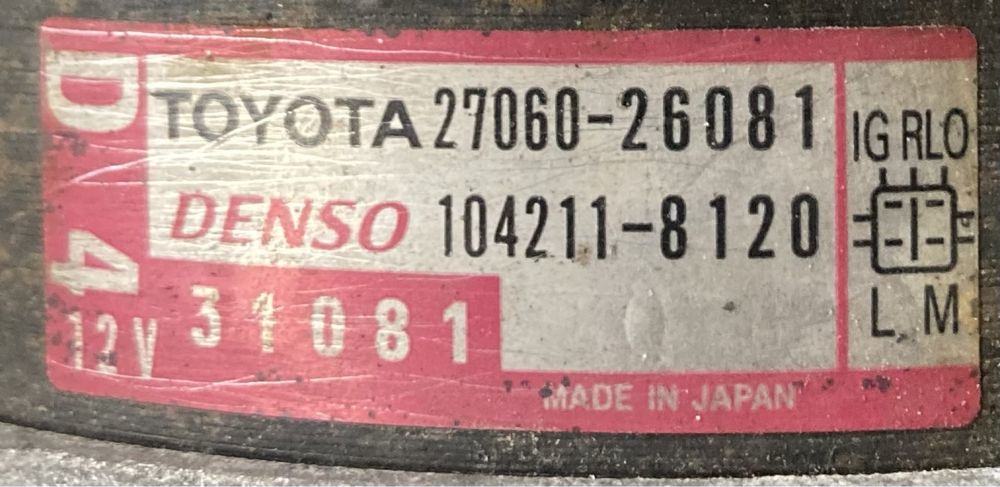 D 4
12V
TOYOTA 27060-26081
DENSO 104211-8120
31081
MADE IN JAPAN
IG RLO
L M